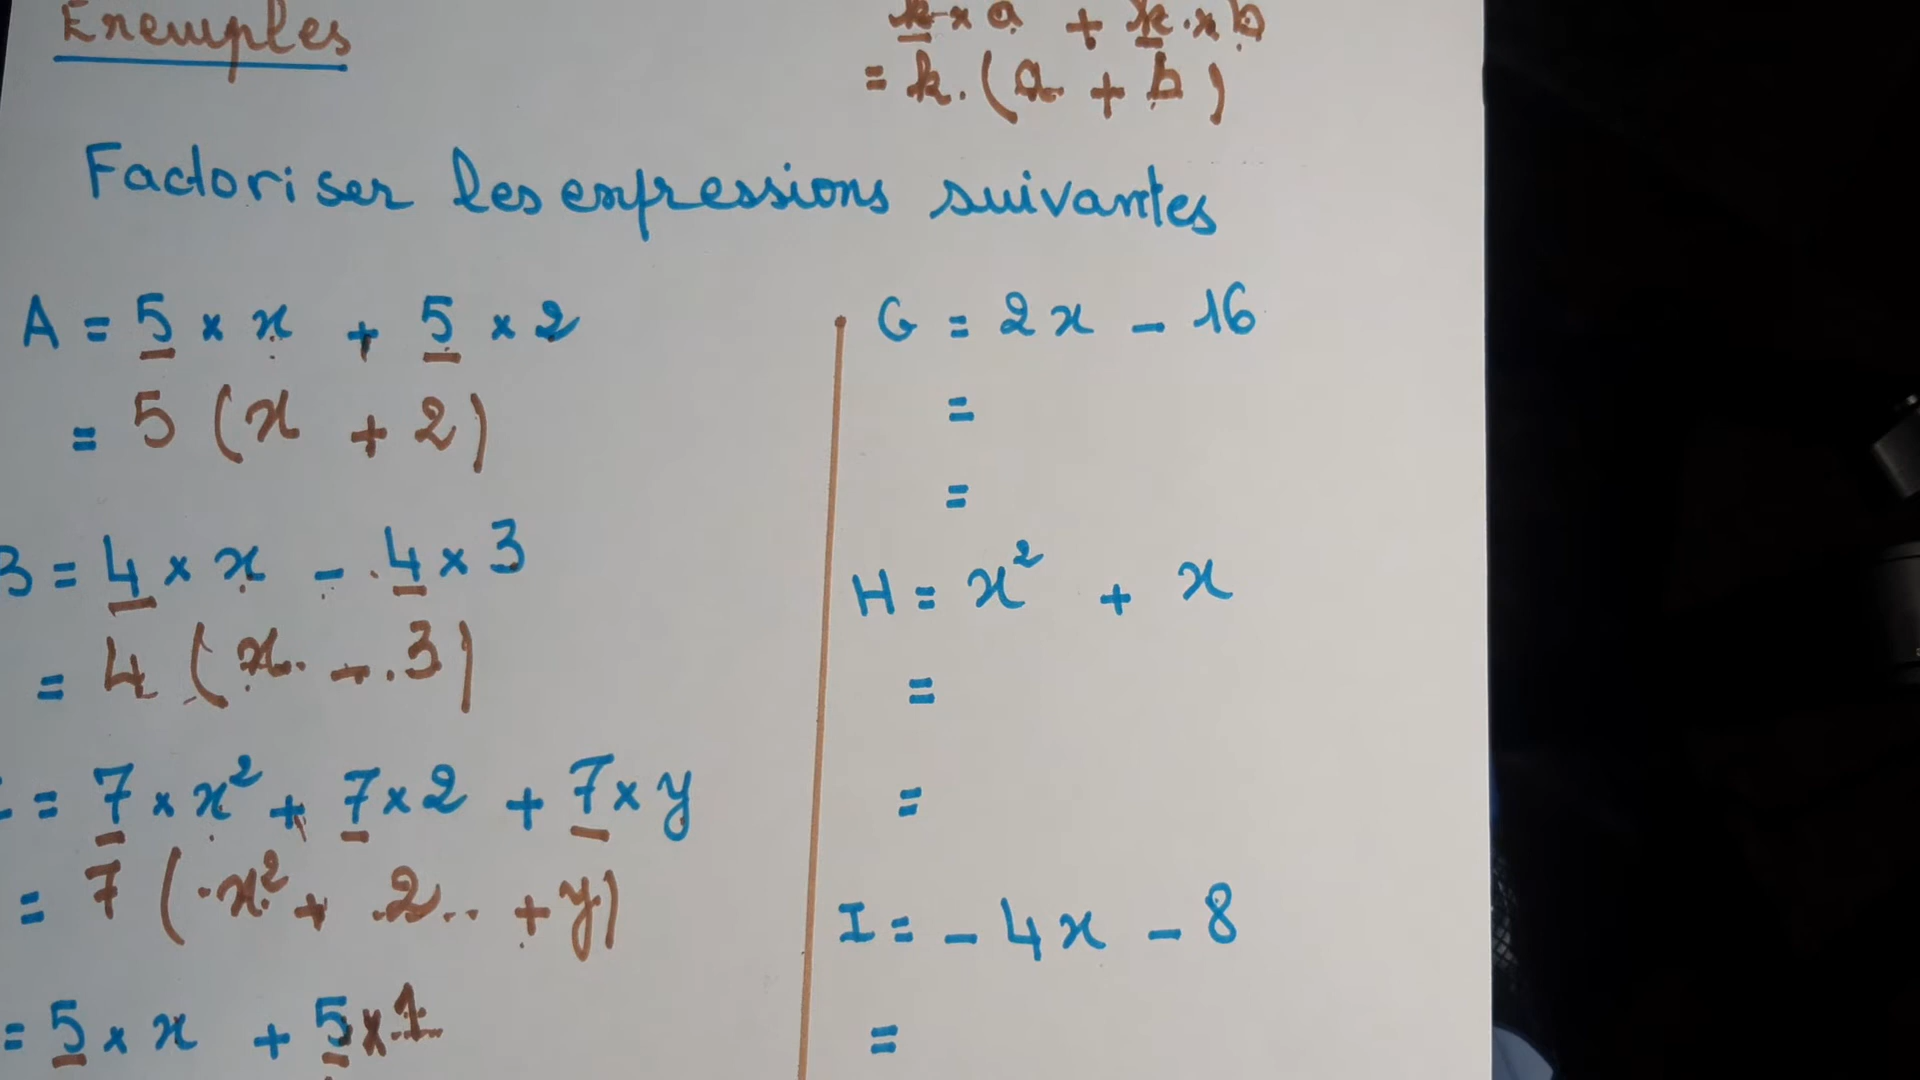 Exemples
k × a + k × b
= k.(a + b)
Factoriser les expressions suivantes
A = 5 × x + 5 × 2
= 5 (x + 2)
B = 4 × x - 4 × 3
= 4 (x - 3)
= 7 × x² + 7 × 2 + 7 × y
= 7 (x² + 2 + y)
= 5 × x + 5 × 1
G = 2x - 16
=
=
H = x² + x
=
=
I = - 4x - 8
=